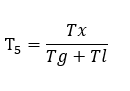 T₅ = Tx / (Tg + Tl)